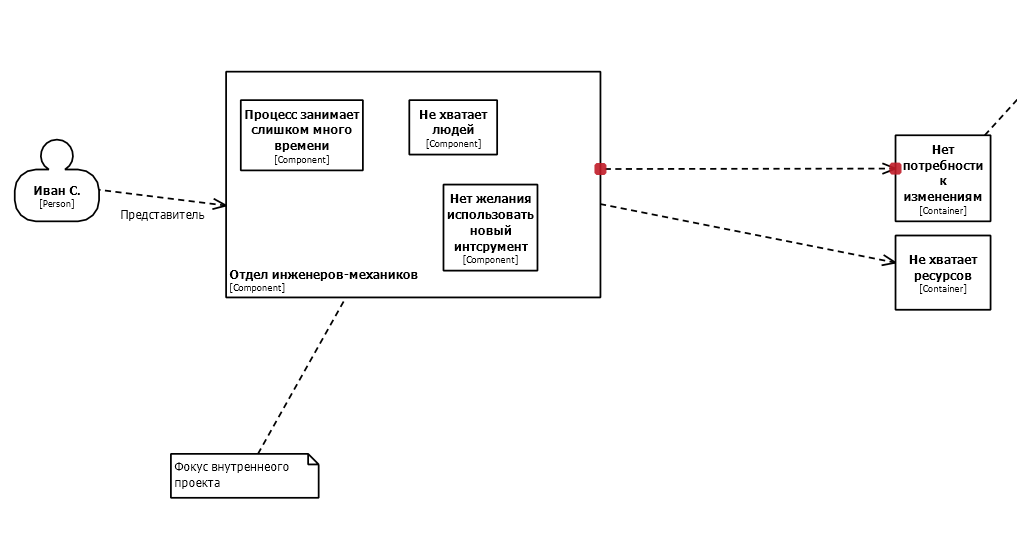 Иван С.
[Person]
Представитель
Процесс занимает
слишком много
времени
[Component]
Не хватает
людей
[Component]
Нет желания
использовать
новый
интсрумент
[Component]
Отдел инженеров-механиков
[Component]
Нет
потребности
к
изменениям
[Container]
Не хватает
ресурсов
[Container]
Фокус внутреннеого
проекта